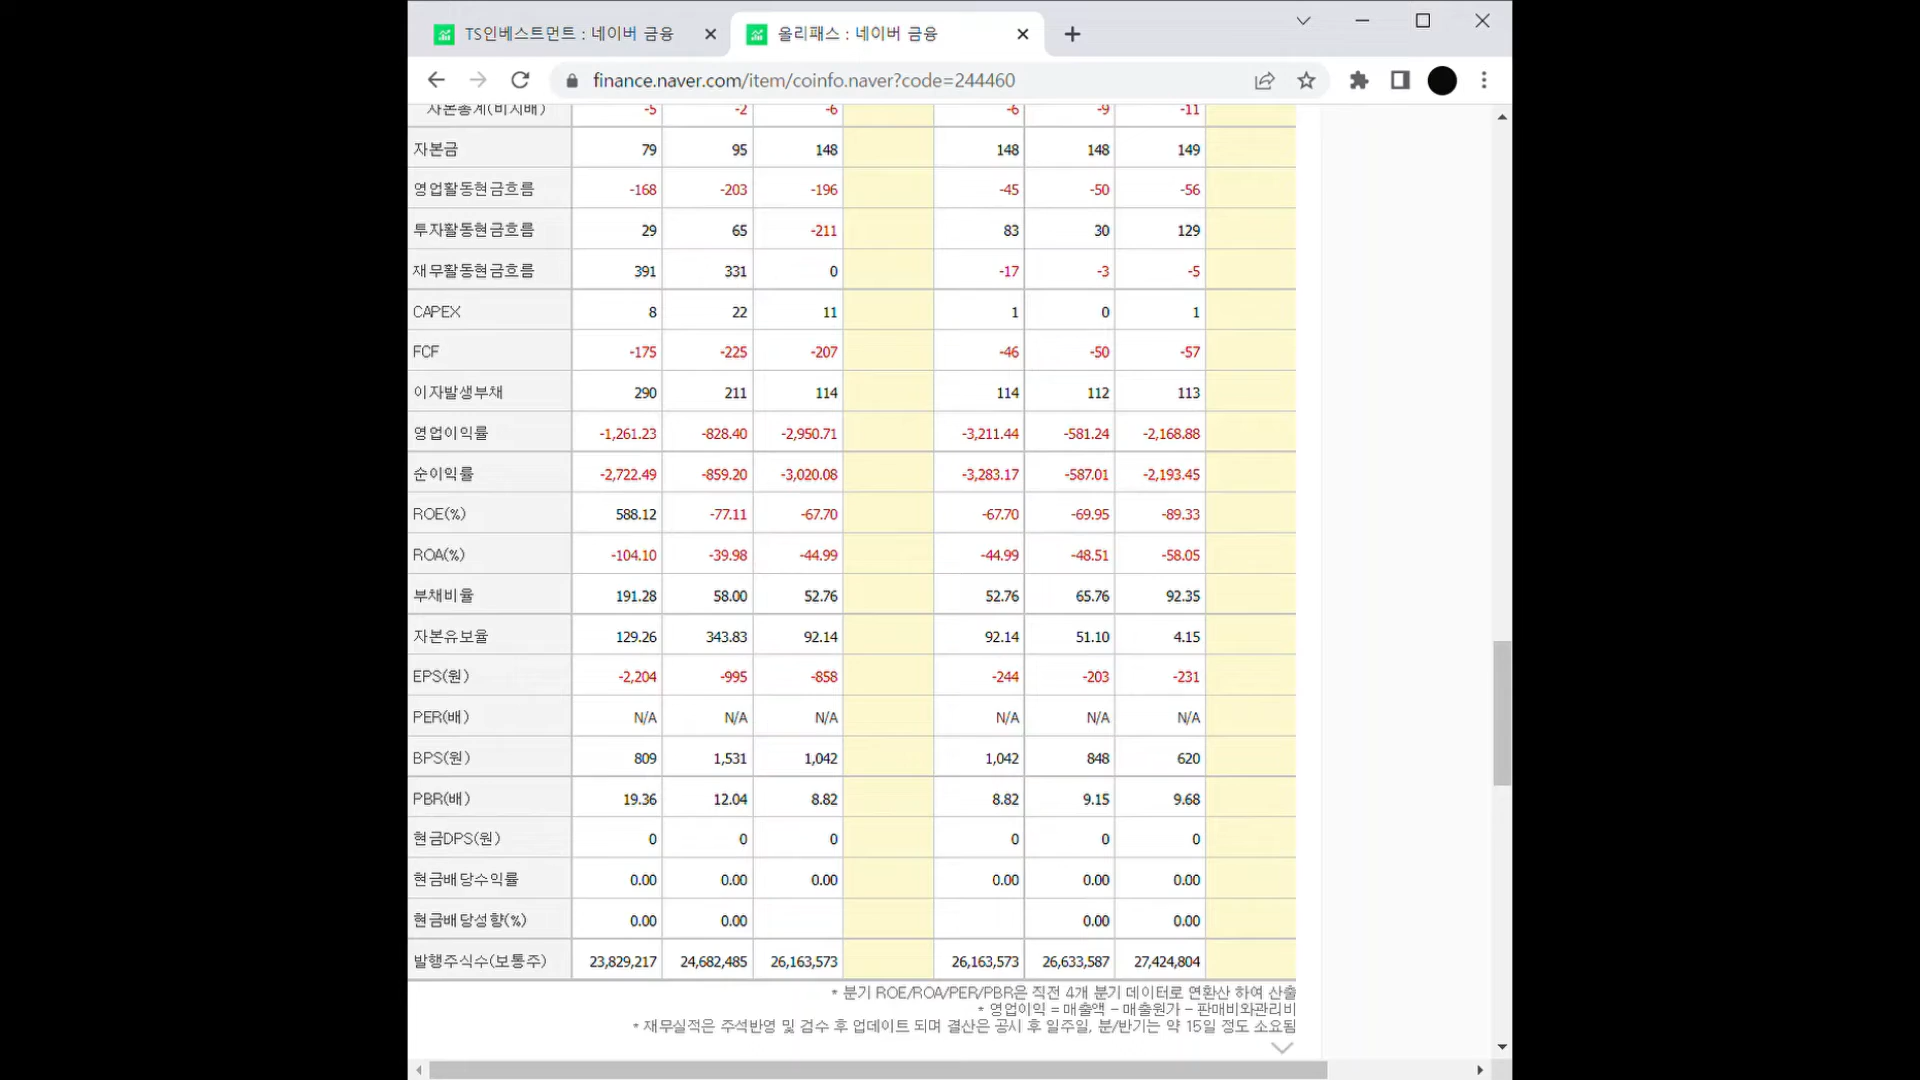 TS인베스트먼트 : 네이버 금융
올리패스 : 네이버 금융
finance.naver.com/item/coinfo.naver?code=244460
자본총계(비지배) -5 -2 -6 -6 -9 -11
자본금 79 95 148 148 148 149
영업활동현금흐름 -168 -203 -196 -45 -50 -56
투자활동현금흐름 29 65 -211 83 30 129
재무활동현금흐름 391 331 0 -17 -3 -5
CAPEX 8 22 11 1 0 1
FCF -175 -225 -207 -46 -50 -57
이자발생부채 290 211 114 114 112 113
영업이익률 -1,261.23 -828.40 -2,950.71 -3,211.44 -581.24 -2,168.88
순이익률 -2,722.49 -859.20 -3,020.08 -3,283.17 -587.01 -2,193.45
ROE(%) 588.12 -77.11 -67.70 -67.70 -69.95 -89.33
ROA(%) -104.10 -39.98 -44.99 -44.99 -48.51 -58.05
부채비율 191.28 58.00 52.76 52.76 65.76 92.35
자본유보율 129.26 343.83 92.14 92.14 51.10 4.15
EPS(원) -2,204 -995 -858 -244 -203 -231
PER(배) N/A N/A N/A N/A N/A N/A
BPS(원) 809 1,531 1,042 1,042 848 620
PBR(배) 19.36 12.04 8.82 8.82 9.15 9.68
현금DPS(원) 0 0 0 0 0 0
현금배당수익률 0.00 0.00 0.00 0.00 0.00 0.00
현금배당성향(%) 0.00 0.00 0.00 0.00
발행주식수(보통주) 23,829,217 24,682,485 26,163,573 26,163,573 26,633,587 27,424,804
* 분기 ROE/ROA/PER/PBR은 직전 4개 분기 데이터로 연환산 하여 산출
* 영업이익 = 매출액 - 매출원가 - 판매비와관리비
* 재무실적은 주석반영 및 검수 후 업데이트 되며 결산은 공시 후 일주일, 분/반기는 약 15일 정도 소요됨